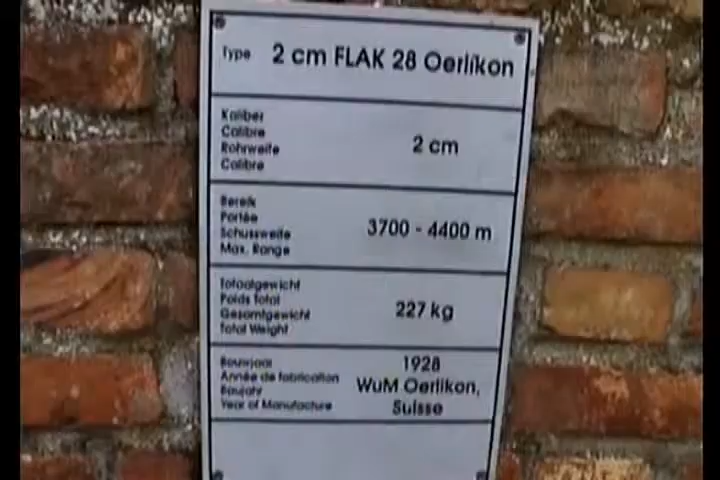 Type 2 cm FLAK 28 Oerlikon
Kaliber
Calibre
Rohrweite
Calibre
2 cm
Bereik
Portée
Schussweite
Max. Range
3700 - 4400 m
Totaalgewicht
Poids Total
Gesamtgewicht
Total Weight
227 kg
Bouwjaar
Année de fabrication
Baujahr
Year of Manufacture
1928
WuM Oerlikon,
Suisse